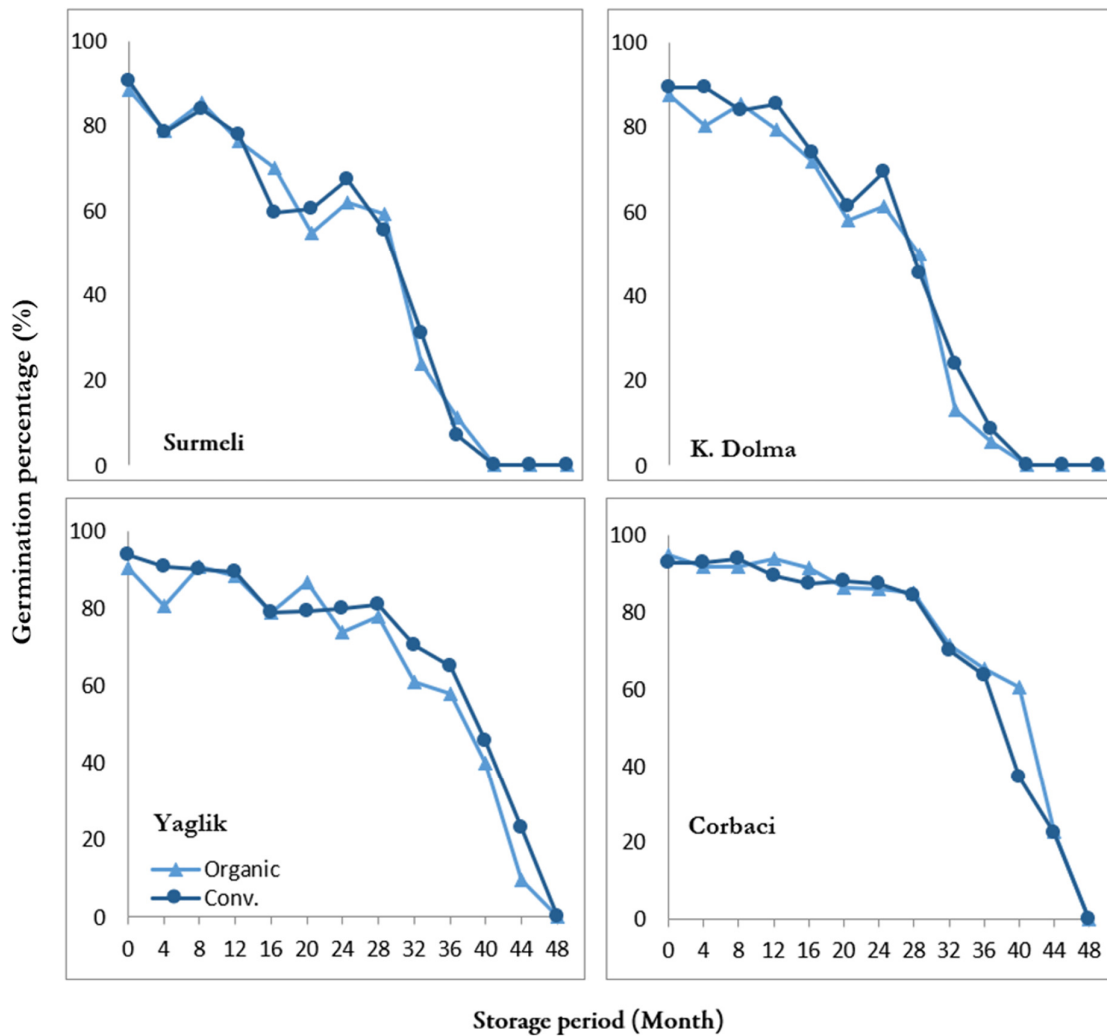 Germination percentage (%)
100
80
60
40
20
0
Surmeli
100
80
60
40
20
0
K. Dolma
100
80
60
40
20
0
Yaglik
Organic
Conv.
0 4 8 12 16 20 24 28 32 36 40 44 48
100
80
60
40
20
0
Corbaci
0 4 8 12 16 20 24 28 32 36 40 44 48
Storage period (Month)